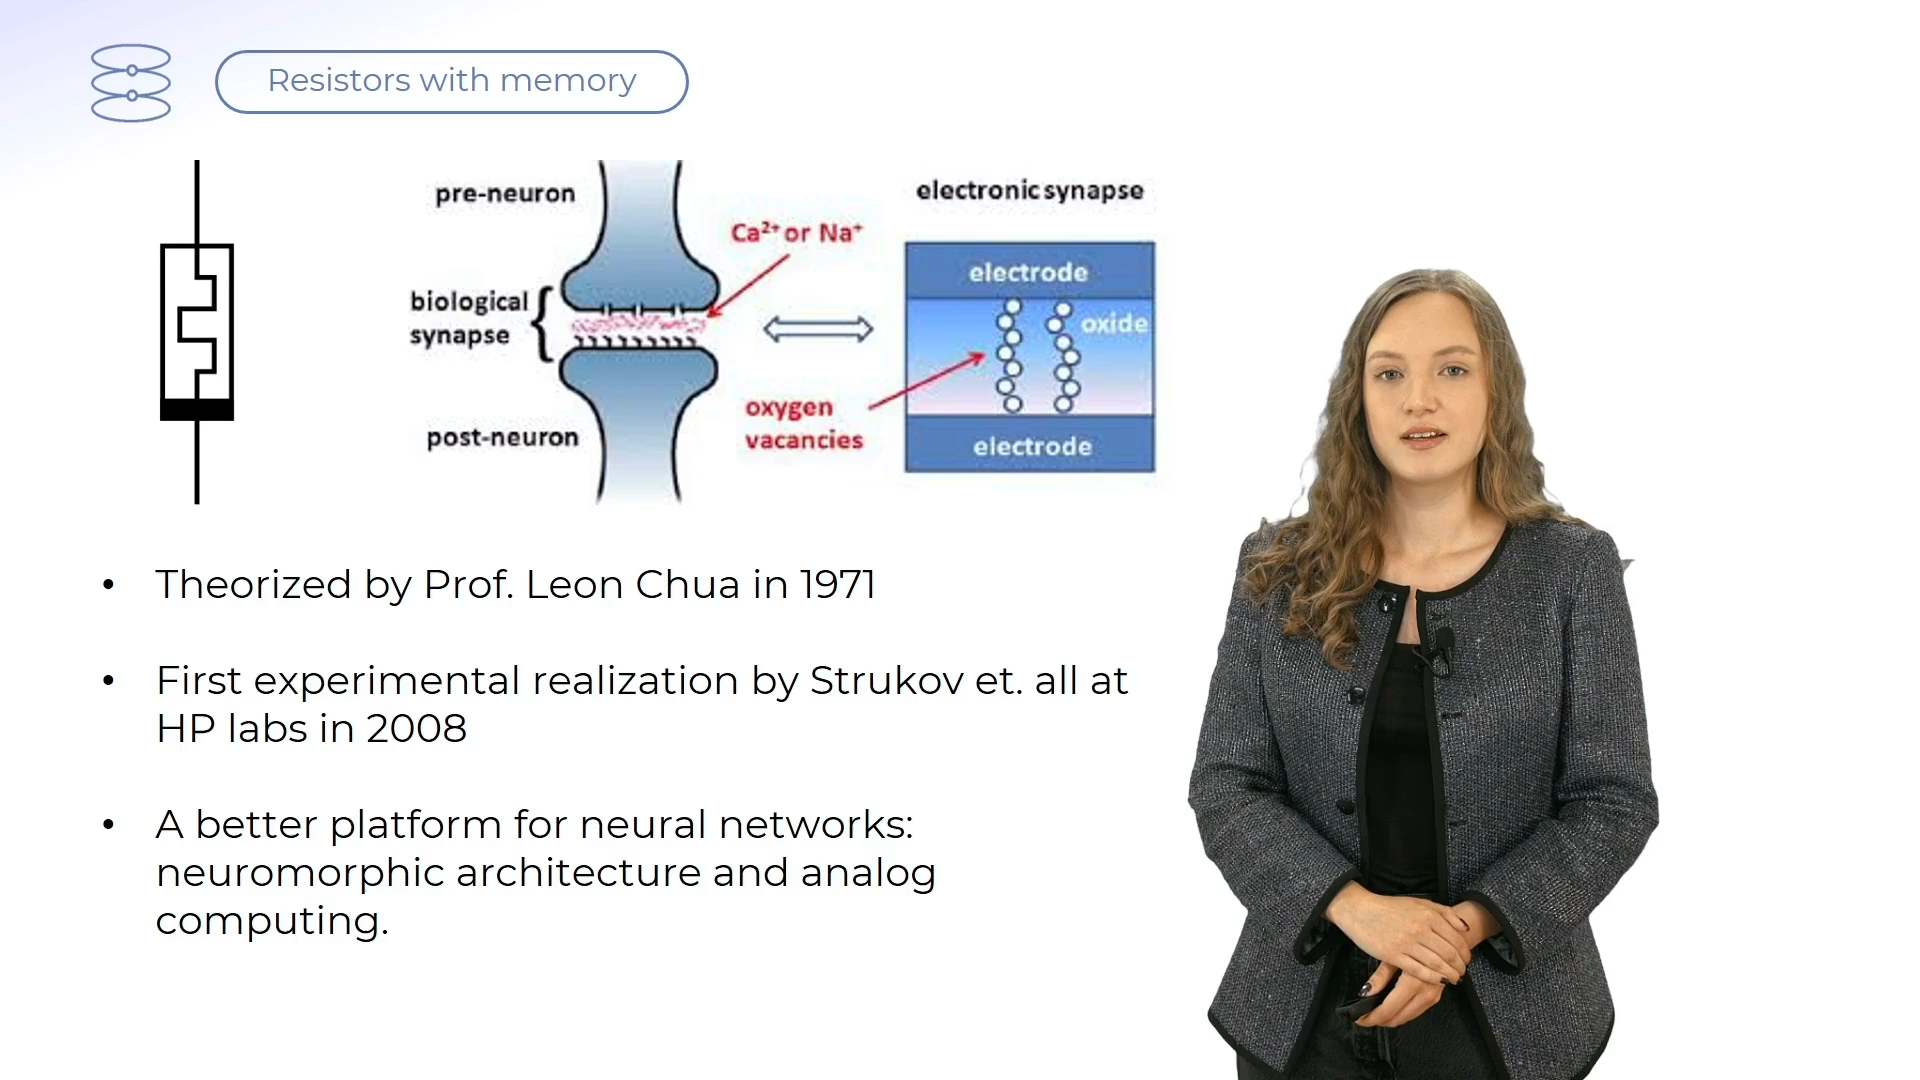 Resistors with memory
pre-neuron
Ca²⁺ or Na⁺
biological
synapse
post-neuron
electronic synapse
electrode
oxide
oxygen
vacancies
electrode
• Theorized by Prof. Leon Chua in 1971
• First experimental realization by Strukov et. all at
HP labs in 2008
• A better platform for neural networks:
neuromorphic architecture and analog
computing.